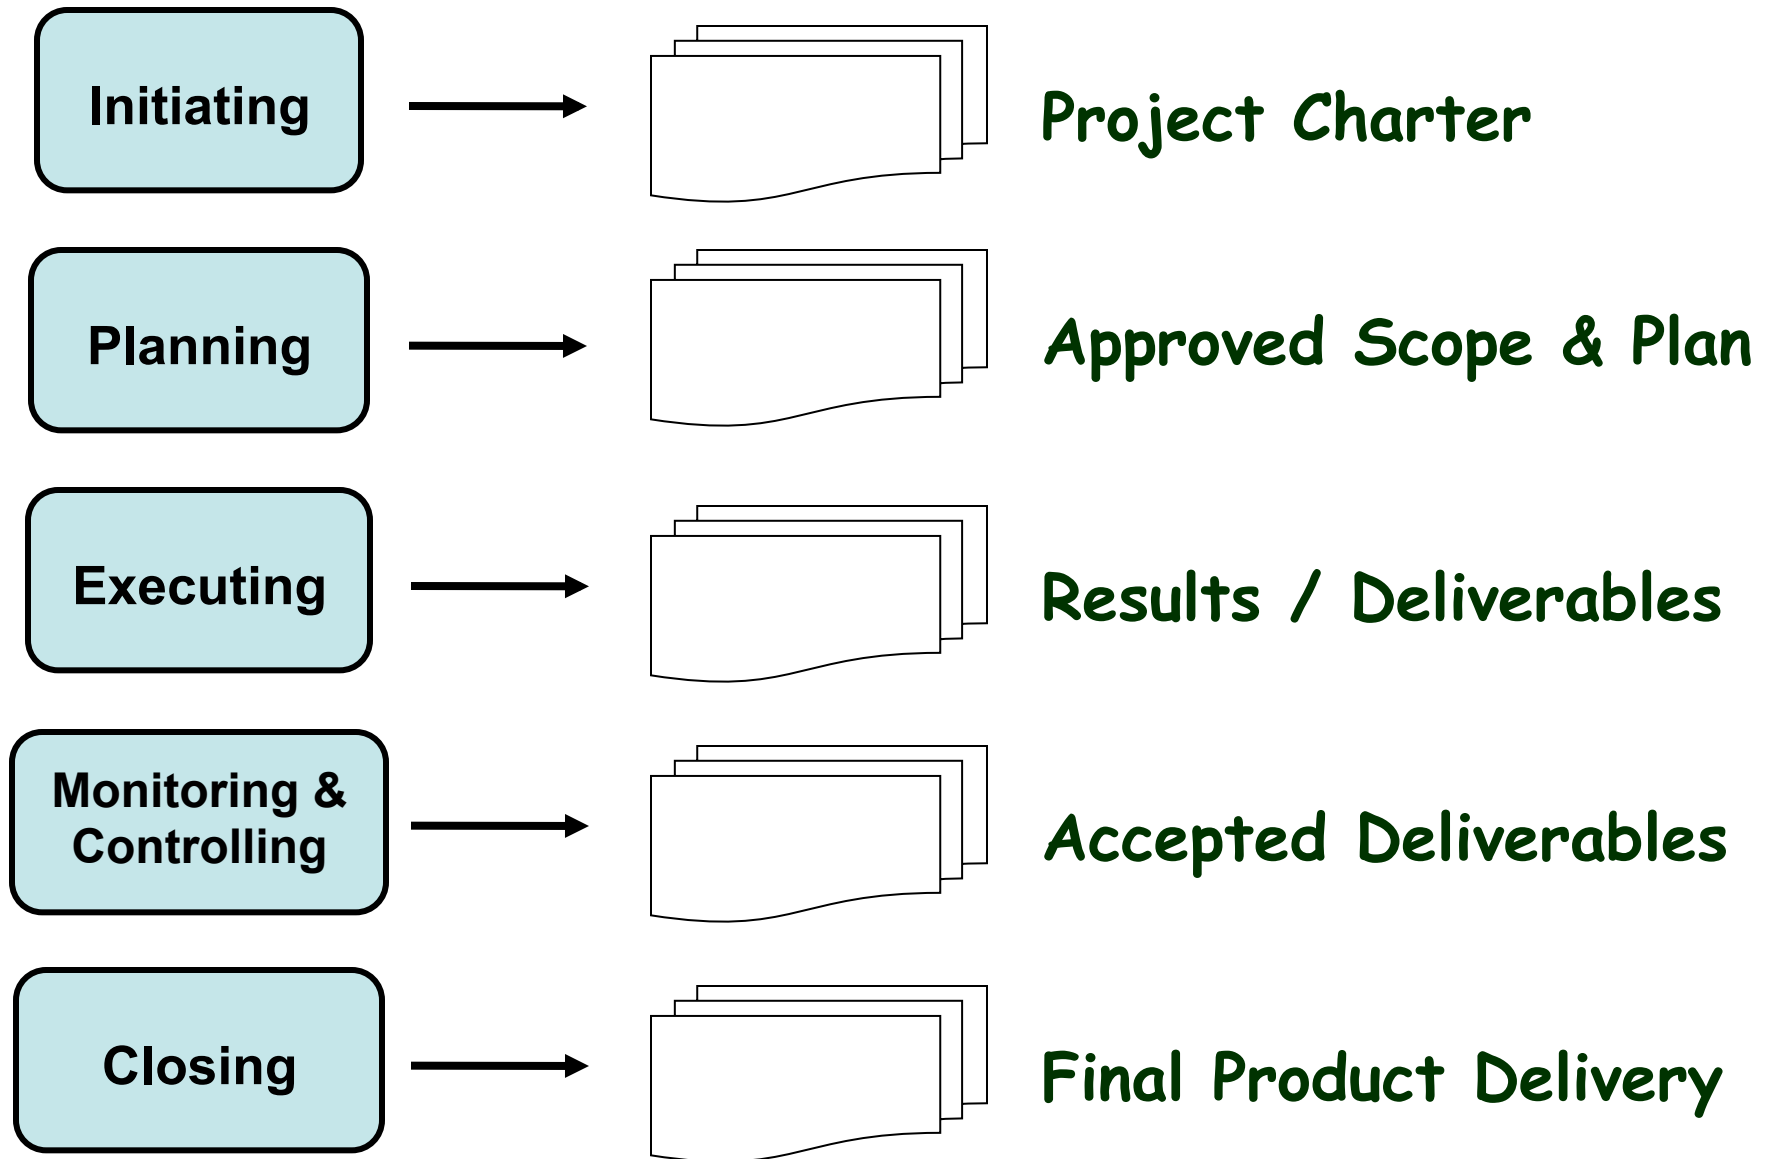 Initiating
Project Charter
Planning
Approved Scope & Plan
Executing
Results / Deliverables
Monitoring &
Controlling
Accepted Deliverables
Closing
Final Product Delivery